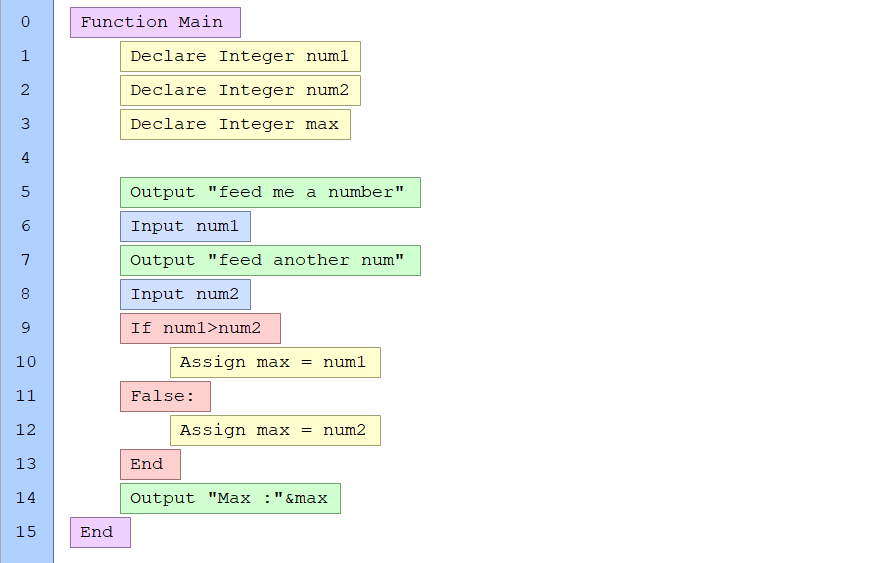 0 Function Main
1 Declare Integer num1
2 Declare Integer num2
3 Declare Integer max
4
5 Output "feed me a number"
6 Input num1
7 Output "feed another num"
8 Input num2
9 If num1>num2
10 Assign max = num1
11 False:
12 Assign max = num2
13 End
14 Output "Max :"&max
15 End